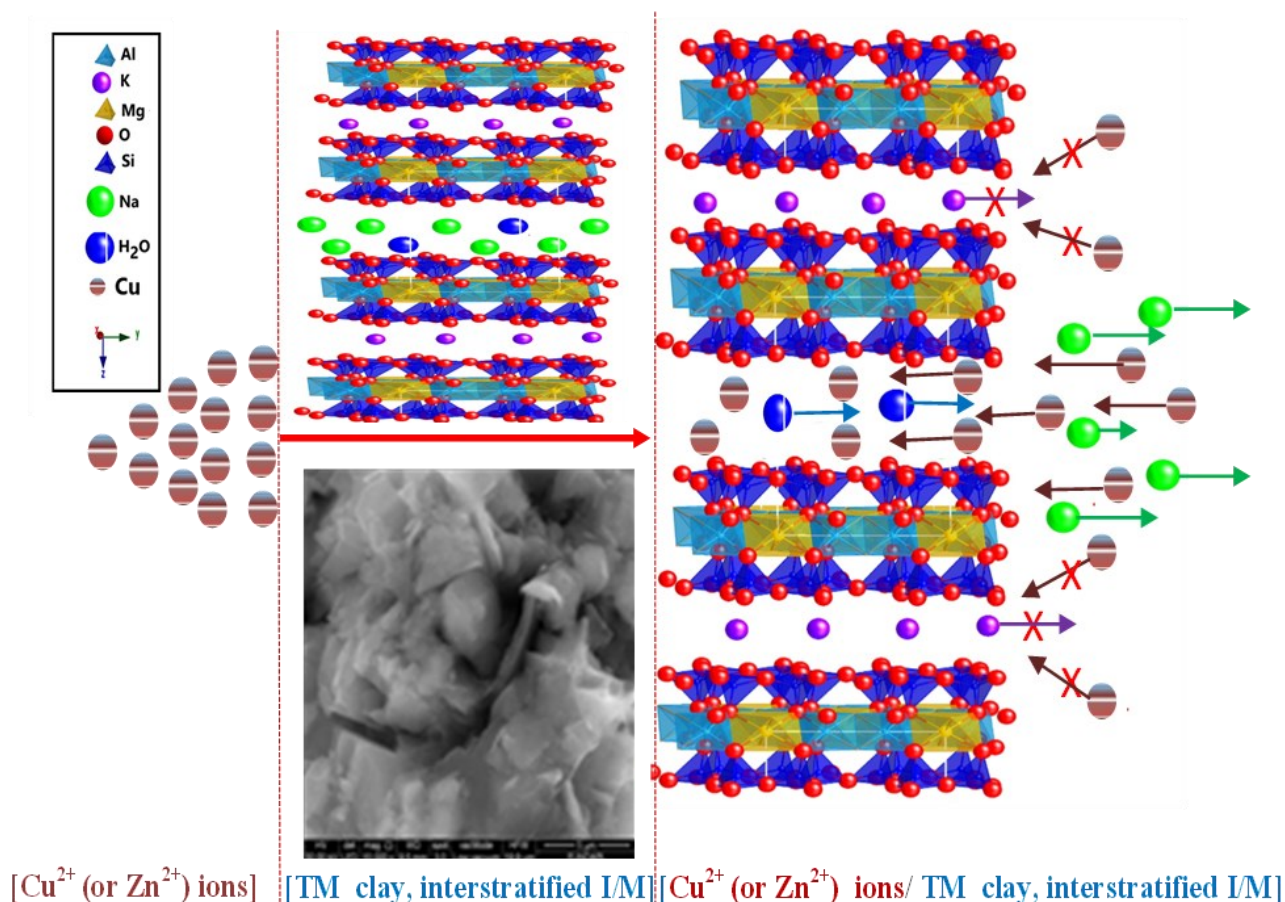 Al
K
Mg
O
Si
Na
H₂O
Cu
y
z
X
X
X
X
X
X
[Cu²⁺ (or Zn²⁺) ions] [TM clay, interstratified I/M] [Cu²⁺ (or Zn²⁺) ions/ TM clay, interstratified I/M]